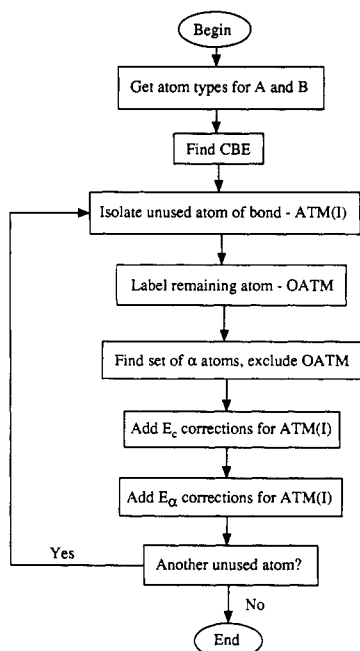 Begin
Get atom types for A and B
Find CBE
Isolate unused atom of bond - ATM(I)
Label remaining atom - OATM
Find set of α atoms, exclude OATM
Add Ec corrections for ATM(I)
Add Eα corrections for ATM(I)
Yes
Another unused atom?
No
End